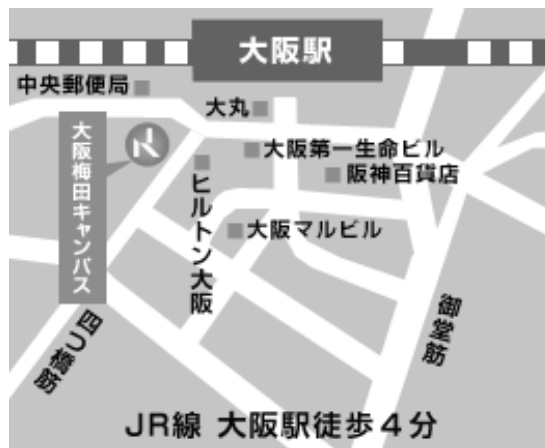 大阪駅
中央郵便局
大丸
大阪第一生命ビル
阪神百貨店
大阪梅田キャンパス
ヒルトン大阪
大阪マルビル
御堂筋
四つ橋筋
JR線 大阪駅徒歩4分